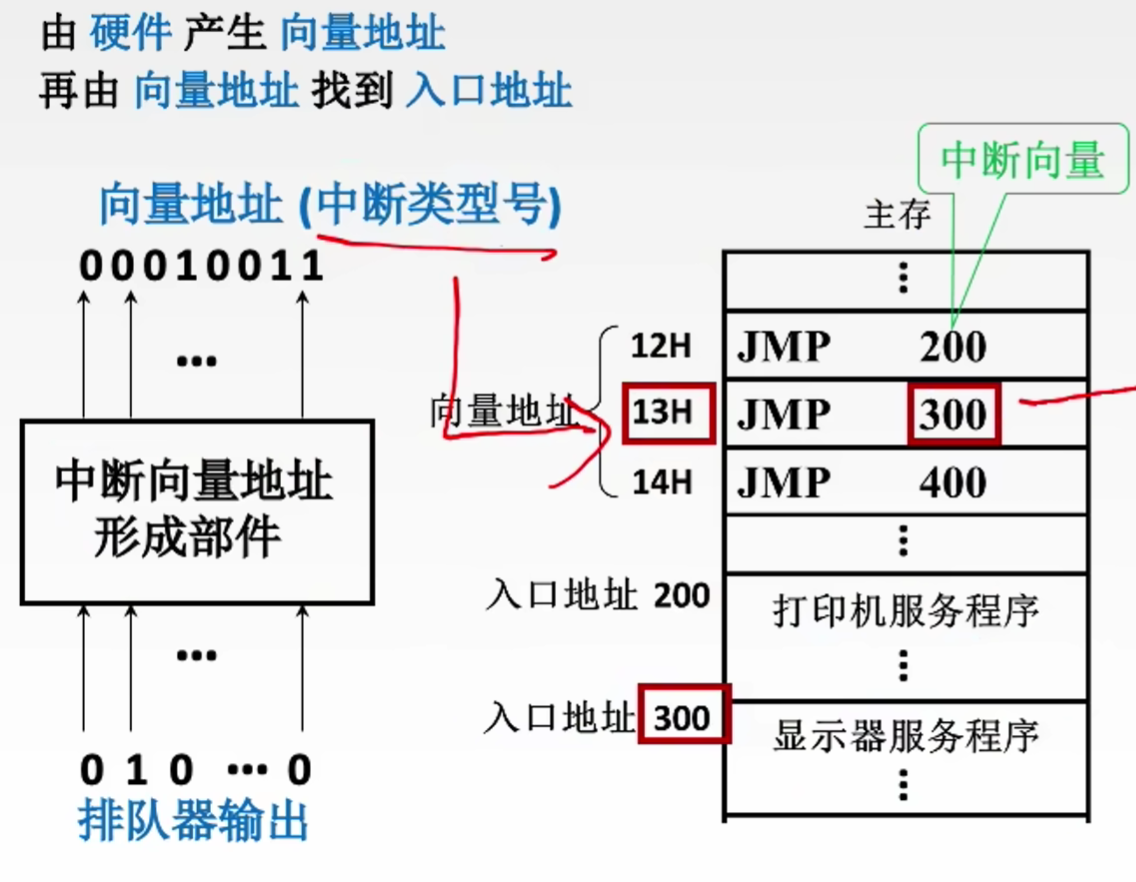 由 硬件 产生 向量地址
再由 向量地址 找到 入口地址
向量地址 (中断类型号)
00010011
...
中断向量地址
形成部件
...
0 1 0 ... 0
排队器输出
中断向量
主存
⋮
向量地址
12H JMP 200
13H JMP 300
14H JMP 400
⋮
入口地址 200 打印机服务程序
⋮
入口地址 300 显示器服务程序
⋮